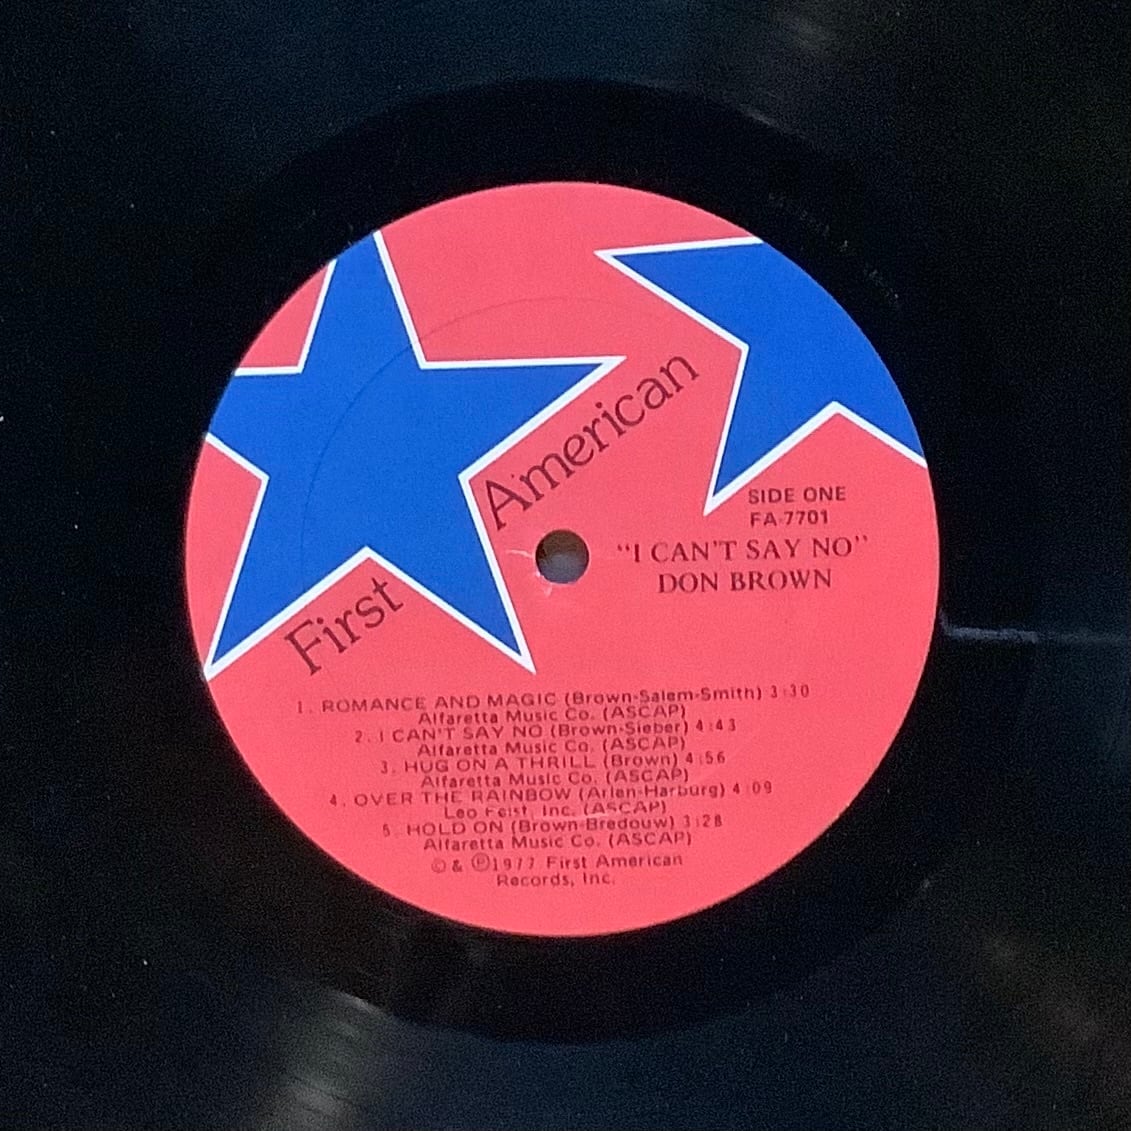 First American
SIDE ONE
FA-7701
"I CAN'T SAY NO"
DON BROWN
1. ROMANCE AND MAGIC (Brown-Salem-Smith) 3:30
Alfaretta Music Co. (ASCAP)
2. I CAN'T SAY NO (Brown-Sieber) 4:43
Alfaretta Music Co. (ASCAP)
3. HUG ON A THRILL (Brown) 4:56
Alfaretta Music Co. (ASCAP)
4. OVER THE RAINBOW (Arlen-Harburg) 4:09
Leo Feist, Inc. (ASCAP)
5. HOLD ON (Brown-Bredouw) 3:28
Alfaretta Music Co. (ASCAP)
© & ℗1977 First American
Records, Inc.